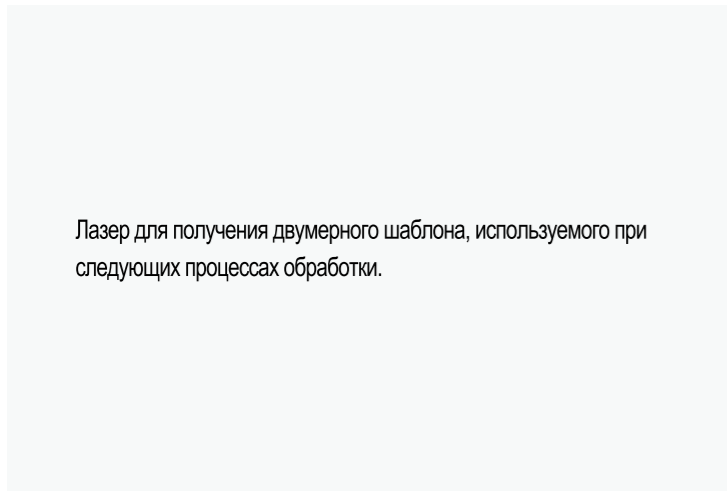 Лазер для получения двумерного шаблона, используемого при
следующих процессах обработки.